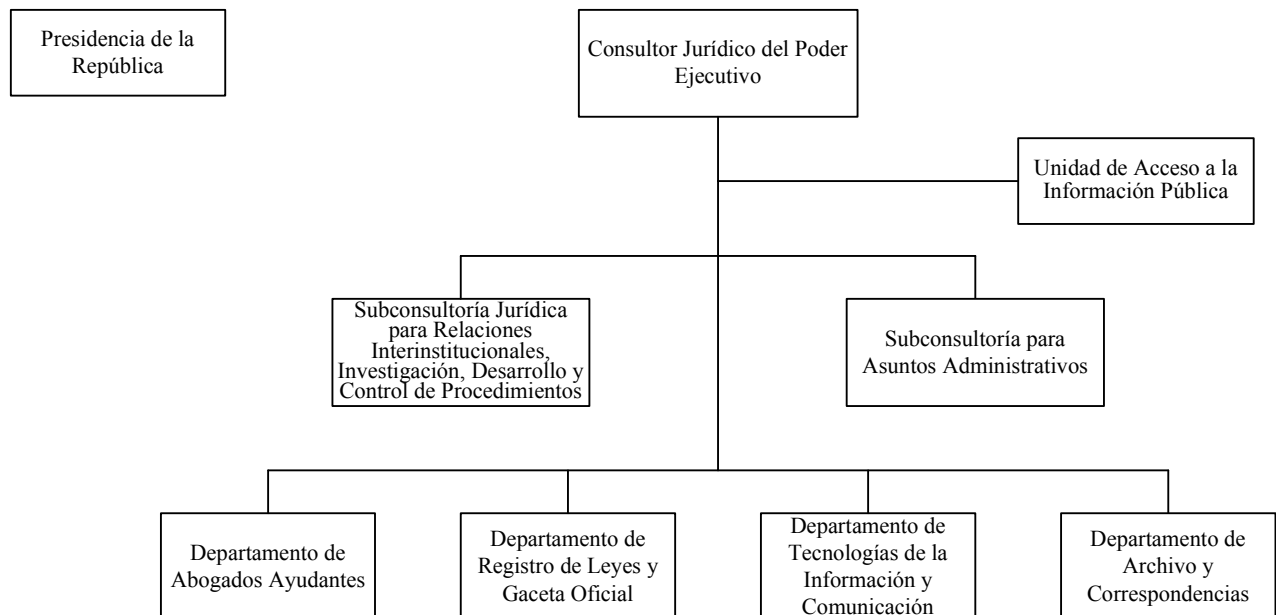 Presidencia de la
República
Consultor Jurídico del Poder
Ejecutivo
Unidad de Acceso a la
Información Pública
Subconsultoría Jurídica
para Relaciones
Interinstitucionales,
Investigación, Desarrollo y
Control de Procedimientos
Subconsultoría para
Asuntos Administrativos
Departamento de
Abogados Ayudantes
Departamento de
Registro de Leyes y
Gaceta Oficial
Departamento de
Tecnologías de la
Información y
Comunicación
Departamento de
Archivo y
Correspondencias